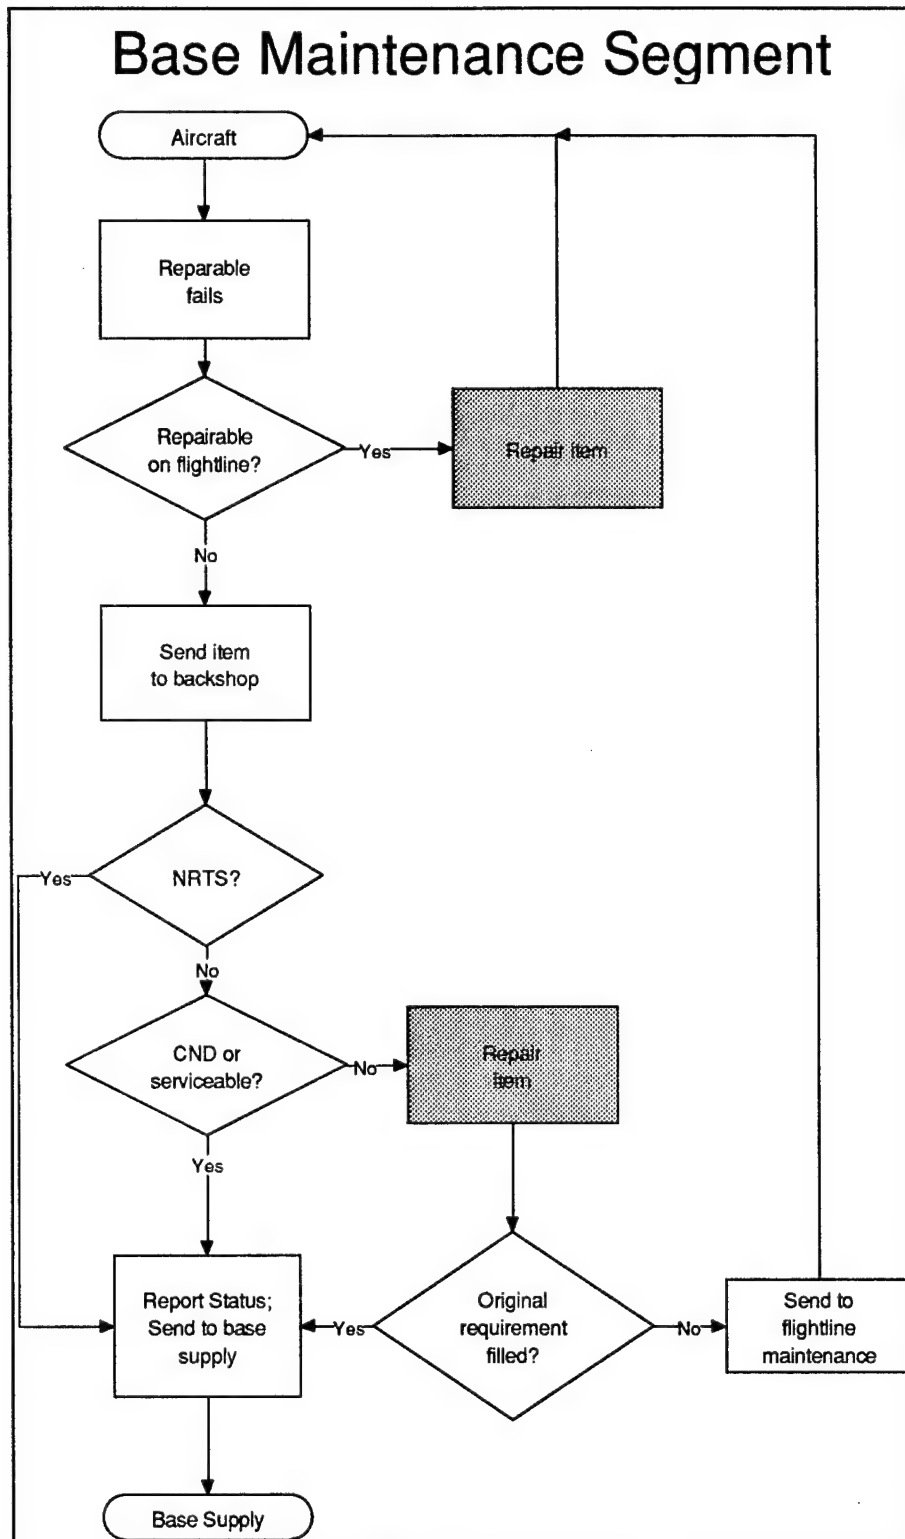 Base Maintenance Segment
Aircraft
Reparable
fails
Repairable
on flightline?
Yes
Repair item
No
Send item
to backshop
NRTS?
Yes
No
CND or
serviceable?
No
Repair
item
Yes
Report Status;
Send to base
supply
Yes
Original
requirement
filled?
No
Send to
flightline
maintenance
Base Supply